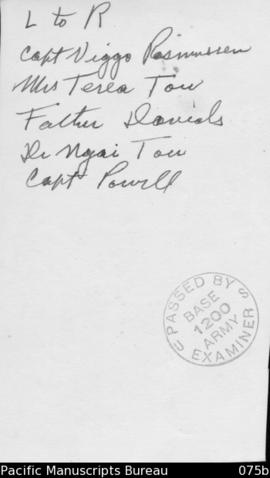 L to R
Capt Viggo Rasmussen
Mrs Terea Tou
Father Daniels
Dr Ngai Tou
Capt Powell
PASSED BY U S
BASE
1200
ARMY
EXAMINER
Pacific Manuscripts Bureau 075b